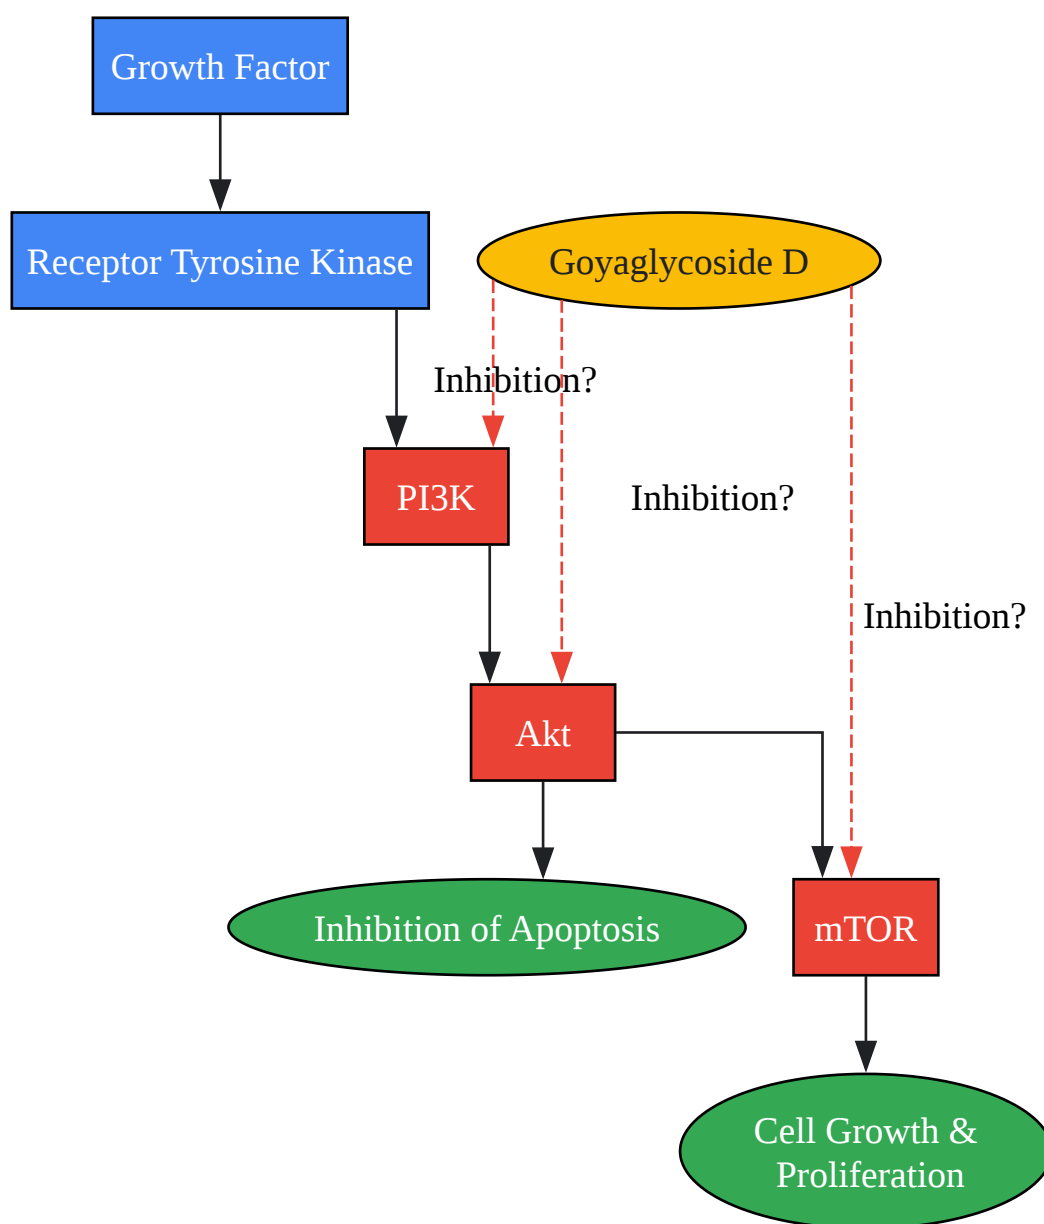 Growth Factor
Receptor Tyrosine Kinase
Goyaglycoside D
Inhibition?
PI3K
Inhibition?
Inhibition?
Akt
Inhibition of Apoptosis
mTOR
Cell Growth &
Proliferation